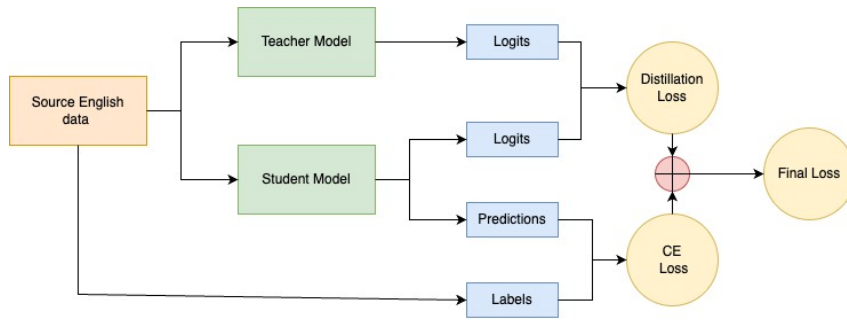 Teacher Model
Logits
Source English
data
Distillation
Loss
Logits
Student Model
Final Loss
Predictions
CE
Loss
Labels